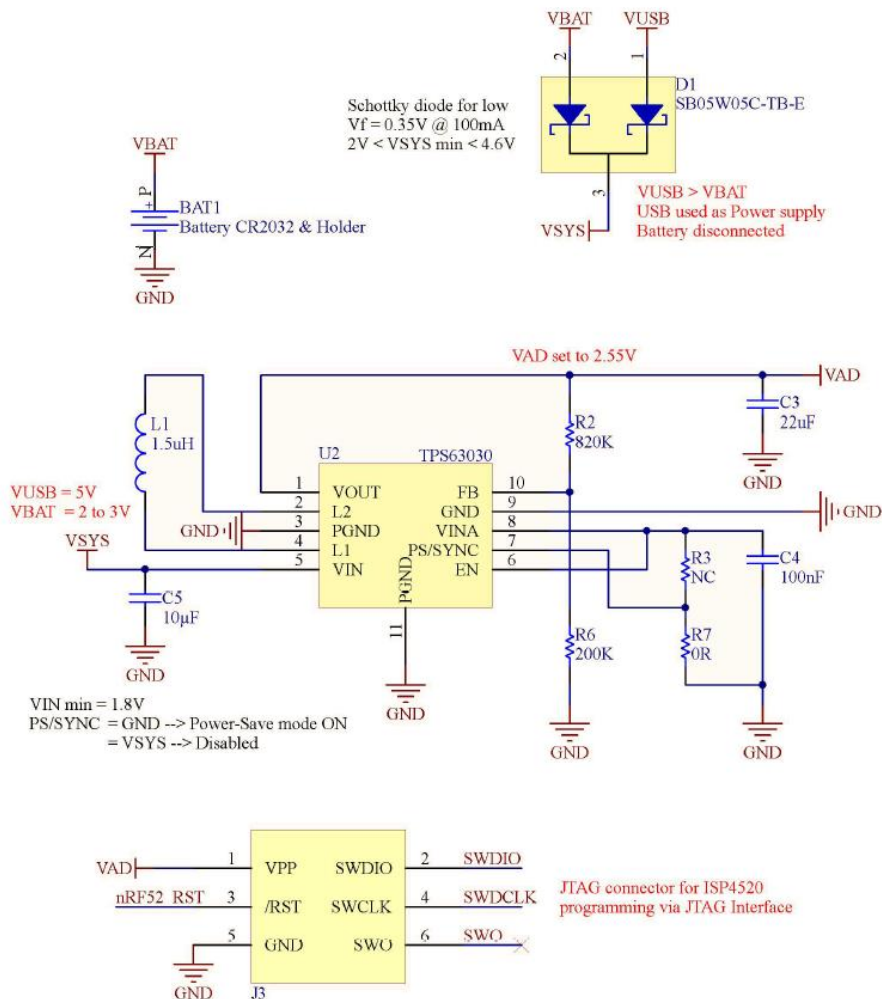 VBAT VUSB
2 1
D1
SB05W05C-TB-E
Schottky diode for low
Vf = 0.35V @ 100mA
2V < VSYS min < 4.6V
3
VSYS
VUSB > VBAT
USB used as Power supply
Battery disconnected
VBAT
P
+
BAT1
Battery CR2032 & Holder
N
GND
VAD set to 2.55V
VAD
C3
22uF
GND
R2
820K
L1
1.5uH
VUSB = 5V
VBAT = 2 to 3V
VSYS
C5
10µF
GND
U2 TPS63030
1 VOUT FB 10
2 L2 GND 9
GND 3 PGND VINA 8
4 L1 PS/SYNC 7
5 VIN EN 6
PGND
11
GND
GND
R3
NC
C4
100nF
R6
200K
R7
0R
GND
GND
VIN min = 1.8V
PS/SYNC = GND --> Power-Save mode ON
= VSYS --> Disabled
VAD 1 VPP SWDIO 2 SWDIO
nRF52_RST 3 /RST SWCLK 4 SWDCLK
5 GND SWO 6 SWO
GND
J3
JTAG connector for ISP4520
programming via JTAG Interface